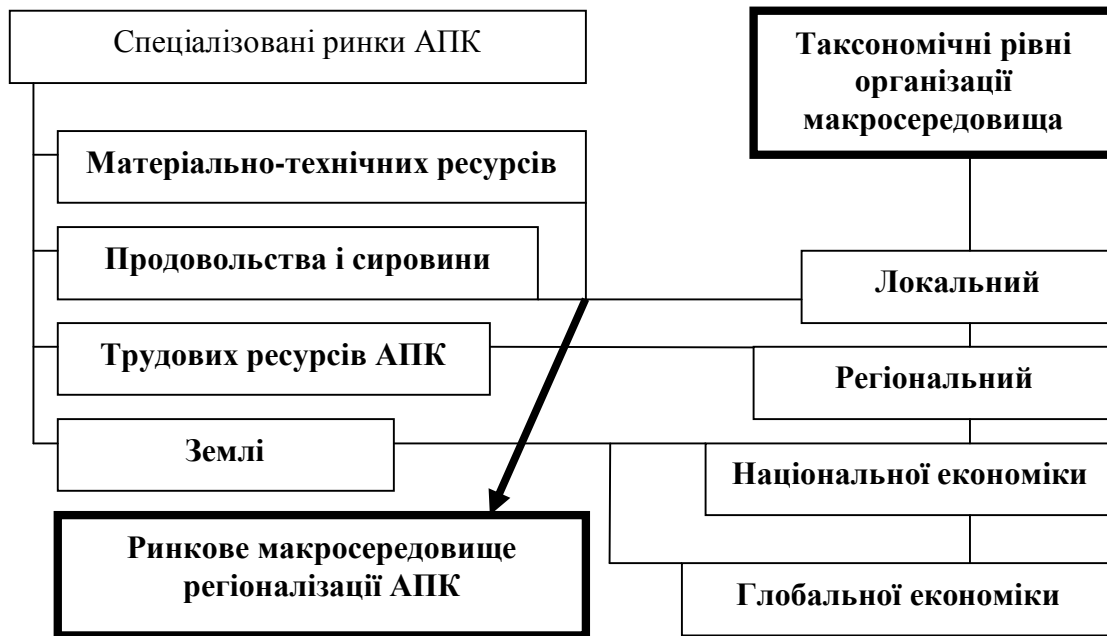 Спеціалізовані ринки АПК
Таксономічні рівні
організації
макросередовища
Матеріально-технічних ресурсів
Продовольства і сировини
Локальний
Трудових ресурсів АПК
Регіональний
Землі
Національної економіки
Ринкове макросередовище
регіоналізації АПК
Глобальної економіки